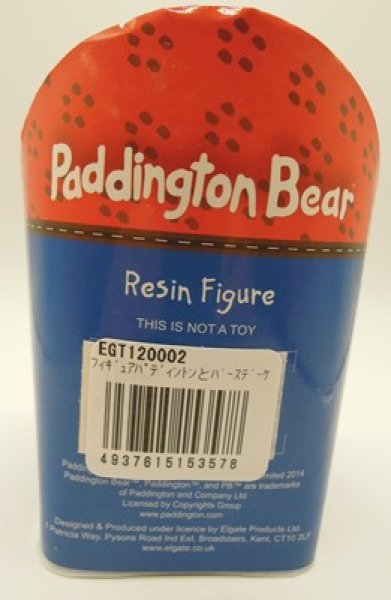 Paddington Bear
Resin Figure
THIS IS NOT A TOY
EGT120002
フィギュアパディントンとバースデーケ
4937615153578
Limited 2014
Paddington Bear™, Paddington™, and PB™ are trademarks
of Paddington and Company Ltd
Licensed by Copyrights Group
www.paddington.com
Designed & Produced under licence by Elgate Products Ltd.
Patricia Way, Pysons Road Ind Est. Broadstairs, Kent, CT10 2LF
www.elgate.co.uk